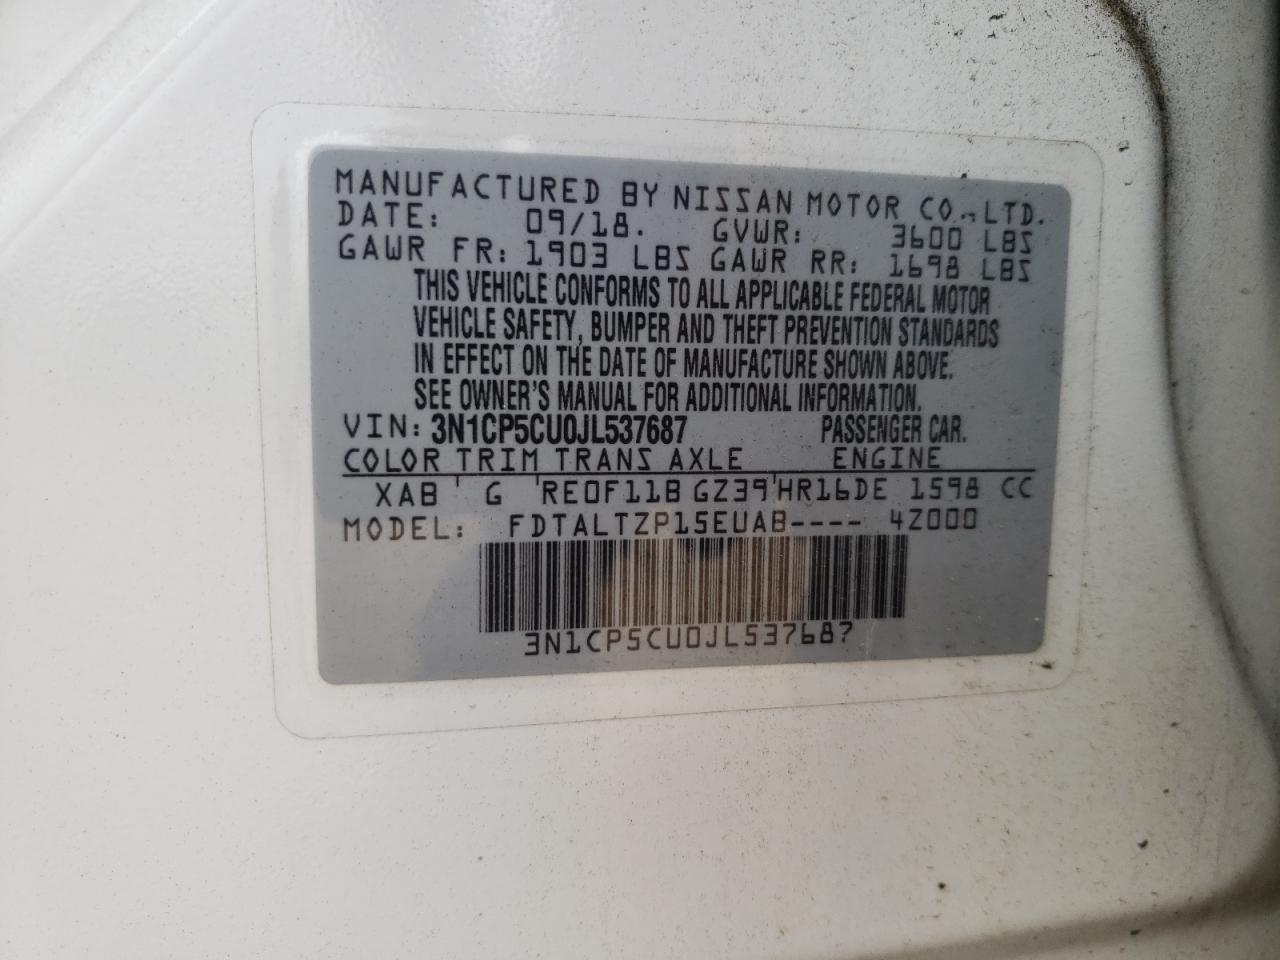 MANUFACTURED BY NISSAN MOTOR CO., LTD.
DATE: 09/18. GVWR: 3600 LBS
GAWR FR: 1903 LBS GAWR RR: 1698 LBS
THIS VEHICLE CONFORMS TO ALL APPLICABLE FEDERAL MOTOR
VEHICLE SAFETY, BUMPER AND THEFT PREVENTION STANDARDS
IN EFFECT ON THE DATE OF MANUFACTURE SHOWN ABOVE.
SEE OWNER'S MANUAL FOR ADDITIONAL INFORMATION.
VIN: 3N1CP5CU0JL537687 PASSENGER CAR.
COLOR TRIM TRANS AXLE ENGINE
XAB G RE0F11B GZ39 HR16DE 1598 CC
MODEL: FDTALTZP15EUAB---- 4Z000
3N1CP5CU0JL537687